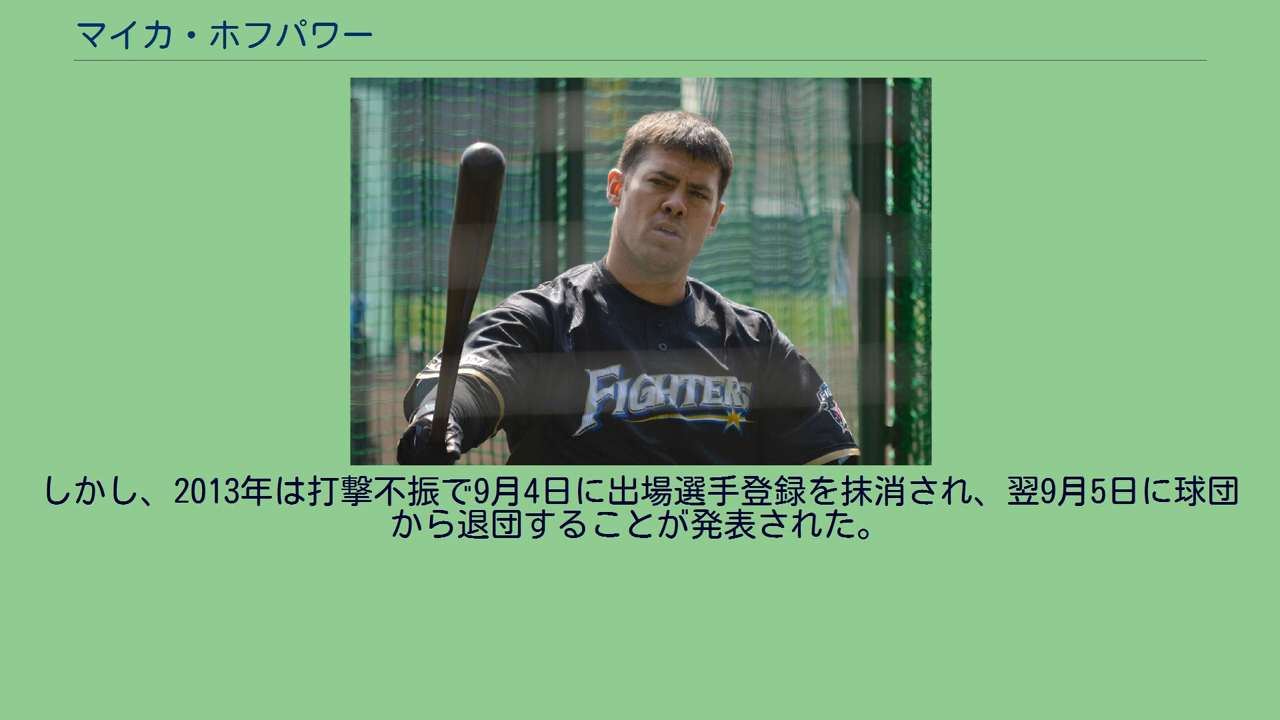 マイカ・ホフパワー
FIGHTERS
しかし、2013年は打撃不振で9月4日に出場選手登録を抹消され、翌9月5日に球団
から退団することが発表された。